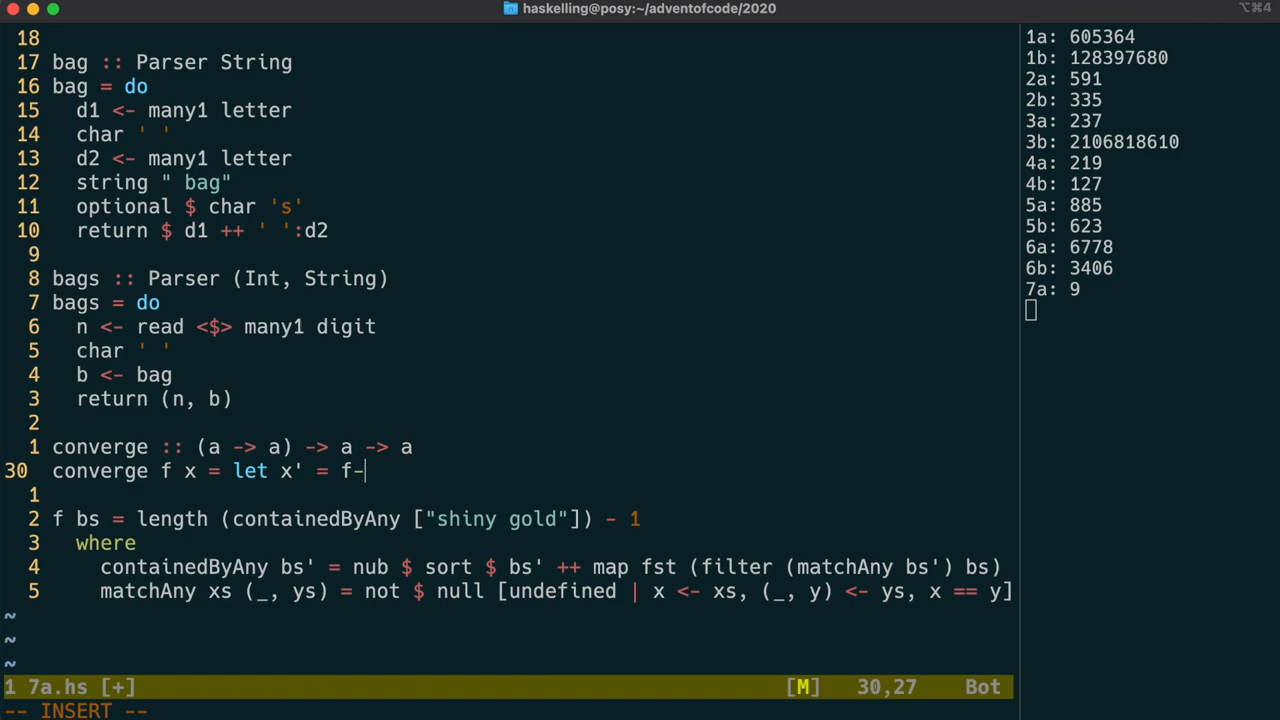 haskelling@posy:~/adventofcode/2020
⌥⌘4
18
17 bag :: Parser String
16 bag = do
15   d1 <- many1 letter
14   char ' '
13   d2 <- many1 letter
12   string " bag"
11   optional $ char 's'
10   return $ d1 ++ ' ':d2
9
8 bags :: Parser (Int, String)
7 bags = do
6   n <- read <$> many1 digit
5   char ' '
4   b <- bag
3   return (n, b)
2
1 converge :: (a -> a) -> a -> a
30 converge f x = let x' = f-
1
2 f bs = length (containedByAny ["shiny gold"]) - 1
3   where
4     containedByAny bs' = nub $ sort $ bs' ++ map fst (filter (matchAny bs') bs)
5     matchAny xs (_, ys) = not $ null [undefined | x <- xs, (_, y) <- ys, x == y]
~
~
~
1 7a.hs [+] [M] 30,27 Bot
-- INSERT --
1a: 605364
1b: 128397680
2a: 591
2b: 335
3a: 237
3b: 2106818610
4a: 219
4b: 127
5a: 885
5b: 623
6a: 6778
6b: 3406
7a: 9